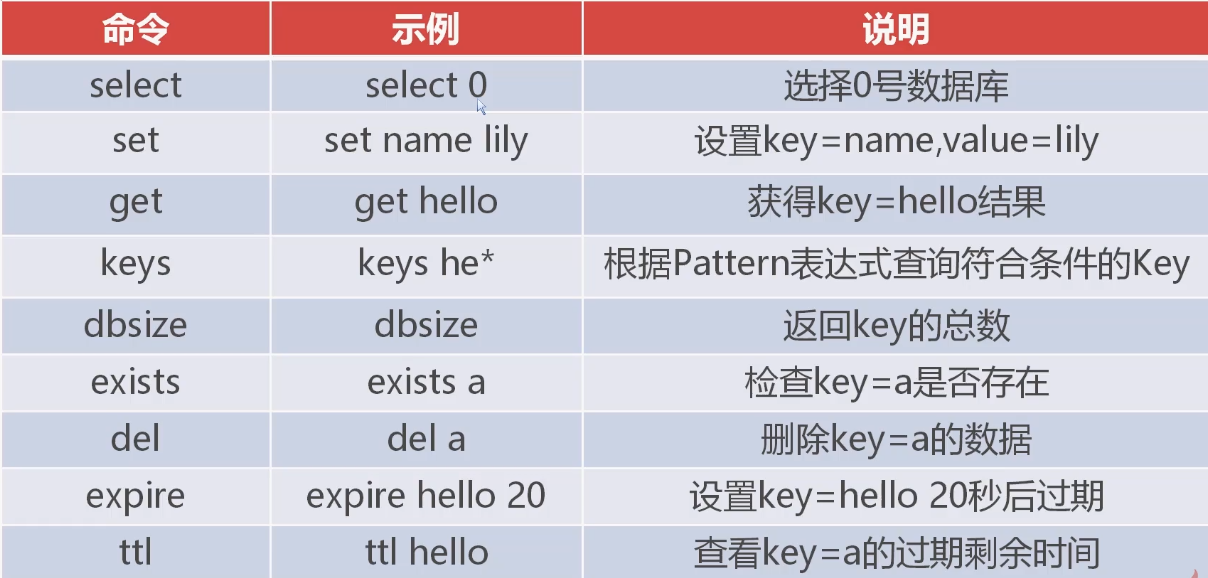 命令 示例 说明
select select 0 选择0号数据库
set set name lily 设置key=name,value=lily
get get hello 获得key=hello结果
keys keys he* 根据Pattern表达式查询符合条件的Key
dbsize dbsize 返回key的总数
exists exists a 检查key=a是否存在
del del a 删除key=a的数据
expire expire hello 20 设置key=hello 20秒后过期
ttl ttl hello 查看key=a的过期剩余时间